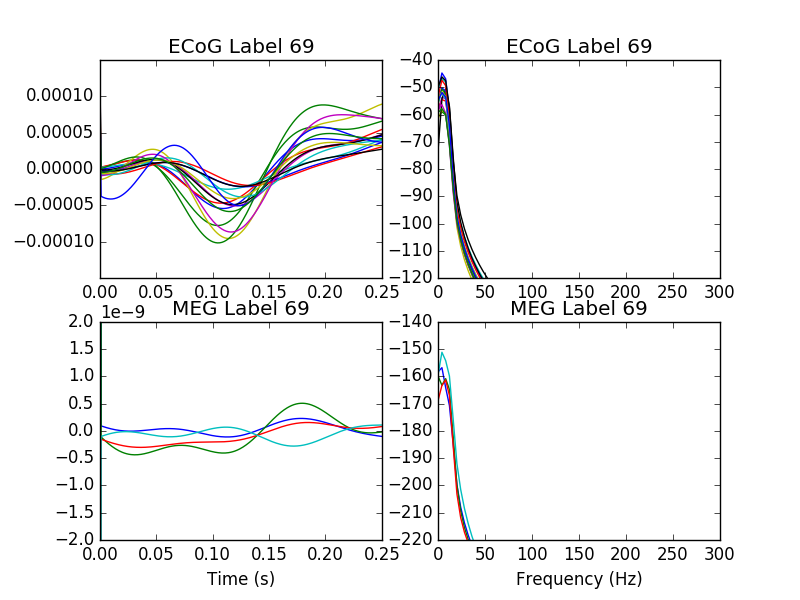 ECoG Label 69
0.00010
0.00005
0.00000
−0.00005
−0.00010
0.00 0.05 0.10 0.15 0.20 0.25
ECoG Label 69
−40
−50
−60
−70
−80
−90
−100
−110
−120
0 50 100 150 200 250 300
MEG Label 69
1e−9
2.0
1.5
1.0
0.5
0.0
−0.5
−1.0
−1.5
−2.0
0.00 0.05 0.10 0.15 0.20 0.25
Time (s)
MEG Label 69
−140
−150
−160
−170
−180
−190
−200
−210
−220
0 50 100 150 200 250 300
Frequency (Hz)